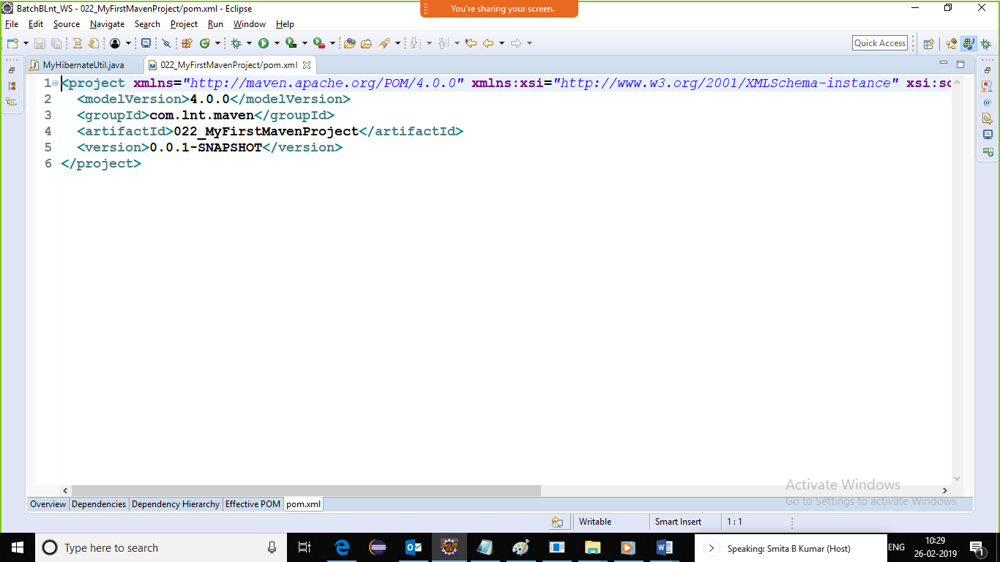 BatchBLnt_WS - 022_MyFirstMavenProject/pom.xml - Eclipse
You're sharing your screen.
File Edit Source Navigate Search Project Run Window Help
Quick Access
MyHibernateUtil.java
022_MyFirstMavenProject/pom.xml
1 <project xmlns="http://maven.apache.org/POM/4.0.0" xmlns:xsi="http://www.w3.org/2001/XMLSchema-instance" xsi:sc
2 <modelVersion>4.0.0</modelVersion>
3 <groupId>com.lnt.maven</groupId>
4 <artifactId>022_MyFirstMavenProject</artifactId>
5 <version>0.0.1-SNAPSHOT</version>
6 </project>
Activate Windows
Go to Settings to activate Windows.
Overview Dependencies Dependency Hierarchy Effective POM pom.xml
Writable Smart Insert 1 : 1
Type here to search
Speaking: Smita B Kumar (Host)
ENG
10:29
26-02-2019
1